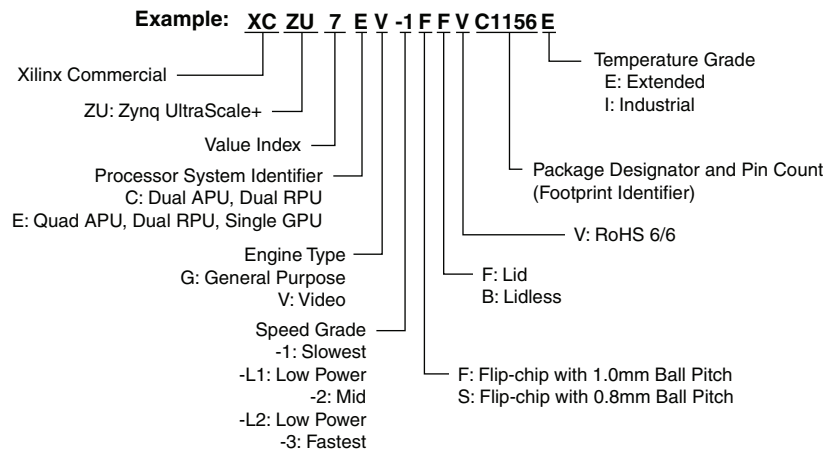 Example: XC ZU 7 E V -1 F F V C1156 E
Xilinx Commercial
ZU: Zynq UltraScale+
Value Index
Processor System Identifier
C: Dual APU, Dual RPU
E: Quad APU, Dual RPU, Single GPU
Engine Type
G: General Purpose
V: Video
Speed Grade
-1: Slowest
-L1: Low Power
-2: Mid
-L2: Low Power
-3: Fastest
Temperature Grade
E: Extended
I: Industrial
Package Designator and Pin Count
(Footprint Identifier)
V: RoHS 6/6
F: Lid
B: Lidless
F: Flip-chip with 1.0mm Ball Pitch
S: Flip-chip with 0.8mm Ball Pitch